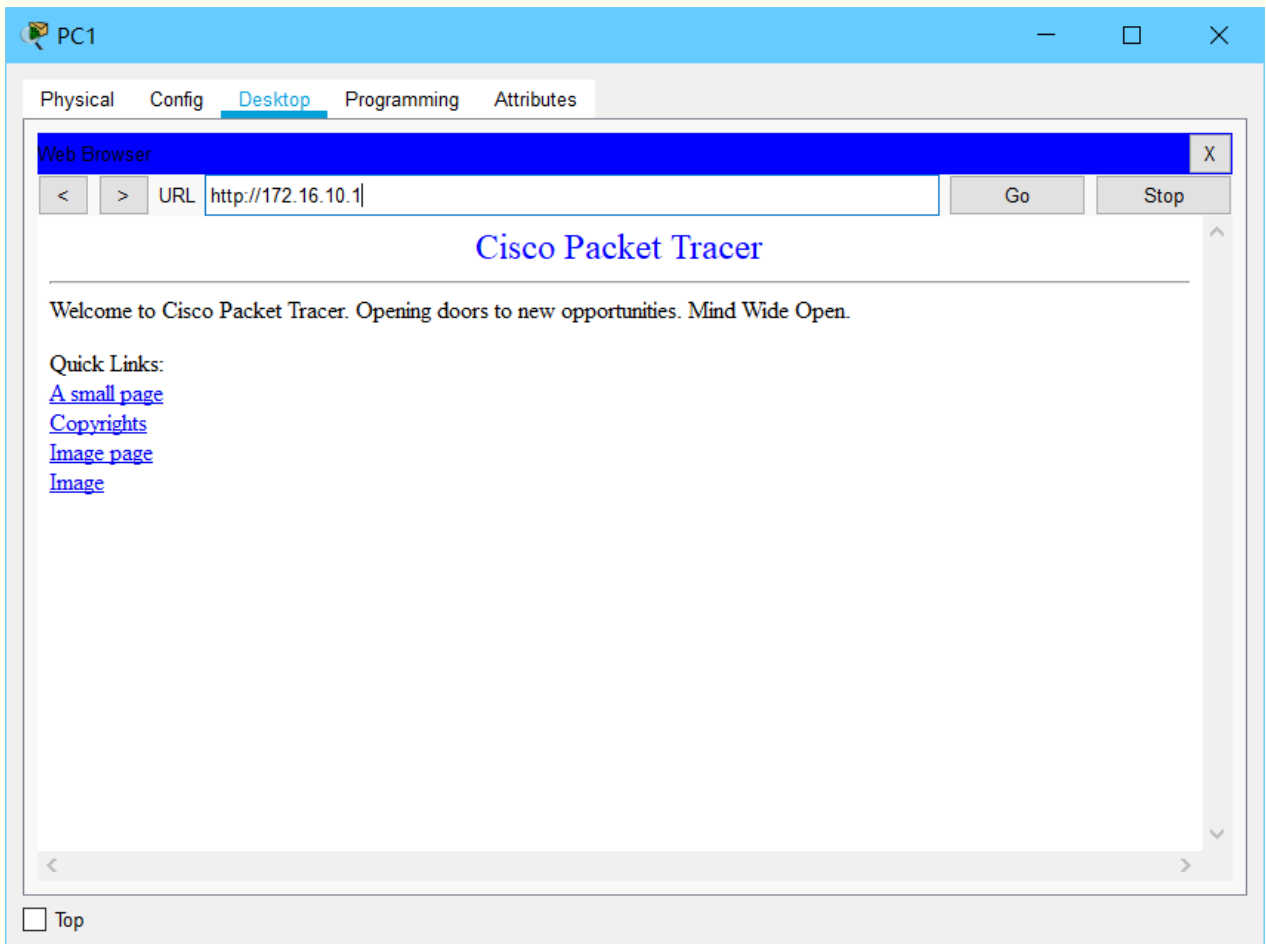 PC1
Physical Config Desktop Programming Attributes
Web Browser
X
< > URL http://172.16.10.1 Go Stop
Cisco Packet Tracer
Welcome to Cisco Packet Tracer. Opening doors to new opportunities. Mind Wide Open.
Quick Links:
A small page
Copyrights
Image page
Image
Top